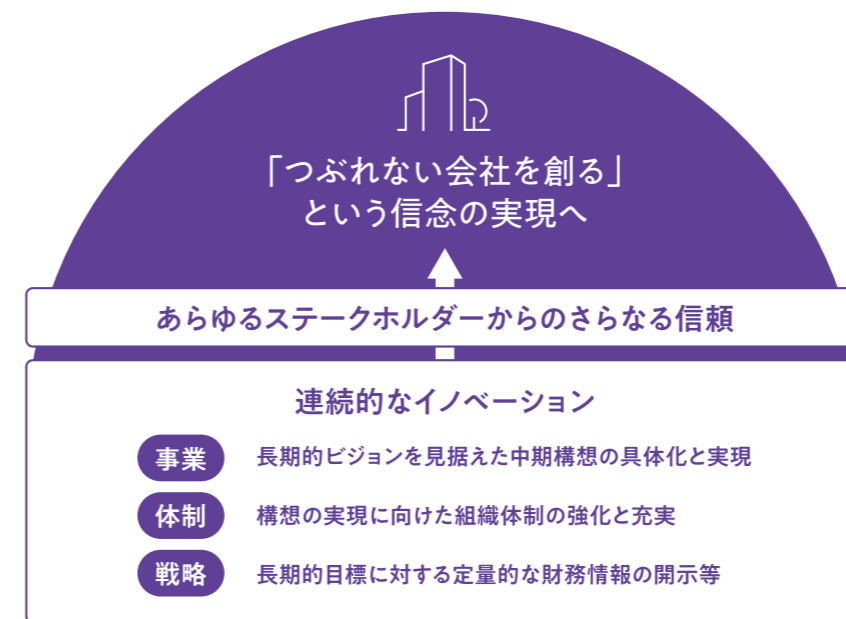 「つぶれない会社を創る」
という信念の実現へ
あらゆるステークホルダーからのさらなる信頼
連続的なイノベーション
事業 長期的ビジョンを見据えた中期構想の具体化と実現
体制 構想の実現に向けた組織体制の強化と充実
戦略 長期的目標に対する定量的な財務情報の開示等